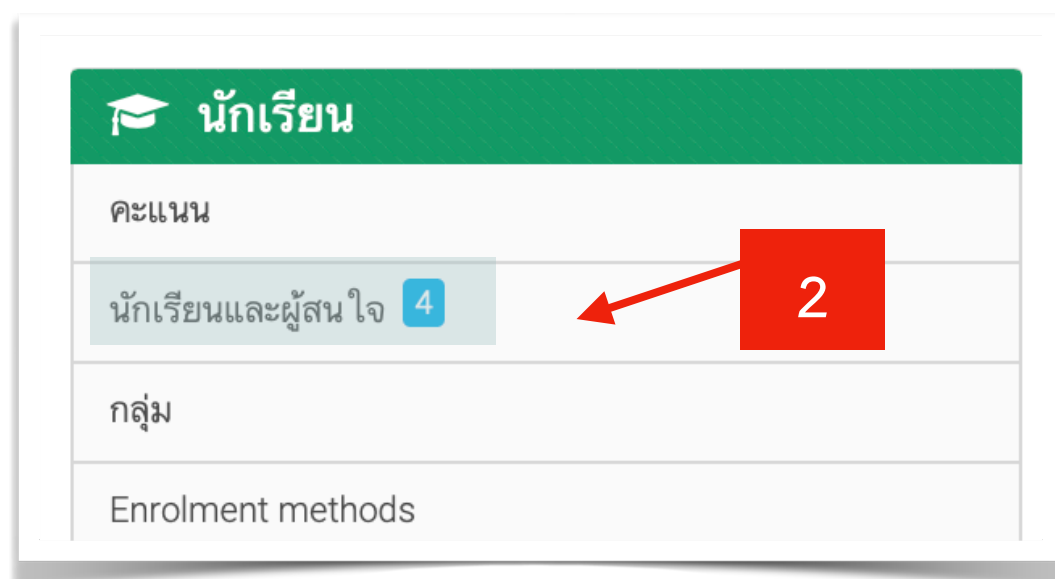 นักเรียน
คะแนน
นักเรียนและผู้สนใจ 4
2
กลุ่ม
Enrolment methods